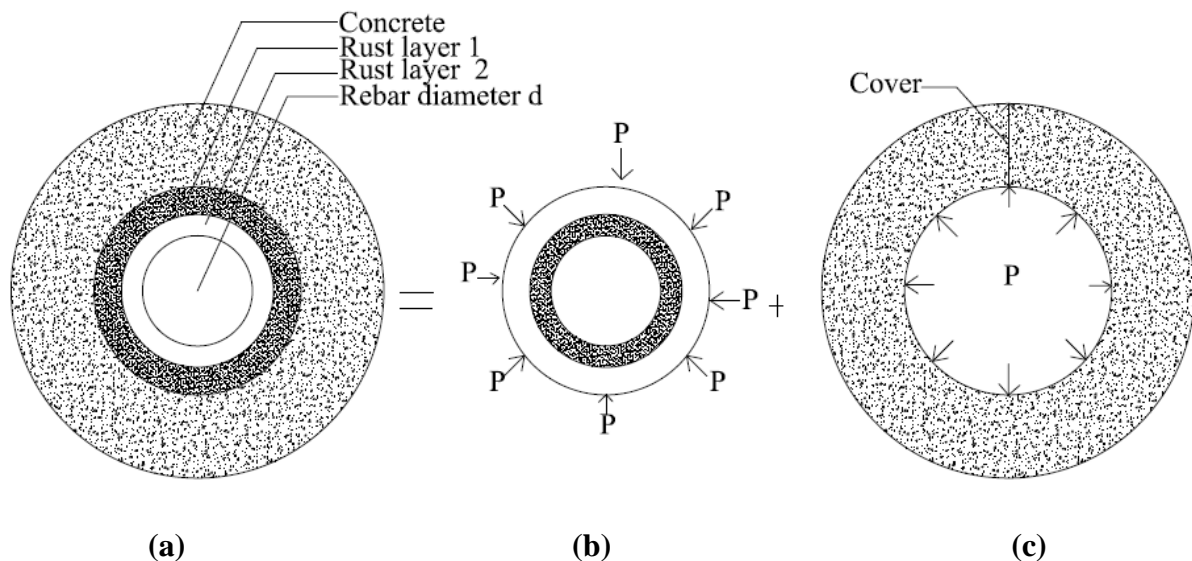 Concrete
Rust layer 1
Rust layer 2
Rebar diameter d
Cover
P
P
P
P
P
P
P
P
=
+
P
(a)
(b)
(c)